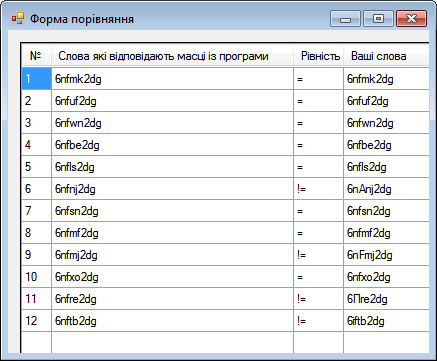 Форма порівняння
№ Слова які відповідають масці із програми Рівність Ваші слова
1 6nfmk2dg = 6nfmk2dg
2 6nfuf2dg = 6nfuf2dg
3 6nfwn2dg = 6nfwn2dg
4 6nfbe2dg = 6nfbe2dg
5 6nfls2dg = 6nfls2dg
6 6nfnj2dg != 6nAnj2dg
7 6nfsn2dg = 6nfsn2dg
8 6nfmf2dg = 6nfmf2dg
9 6nfmj2dg != 6nFmj2dg
10 6nfxo2dg = 6nfxo2dg
11 6nfre2dg != 6Пre2dg
12 6nftb2dg != 6iftb2dg